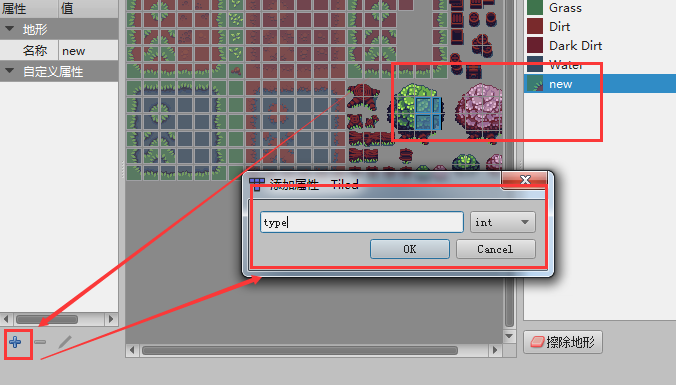 属性 值
地形
名称 new
自定义属性
Grass
Dirt
Dark Dirt
Water
new
添加属性 - Tiled
type int
OK Cancel
擦除地形